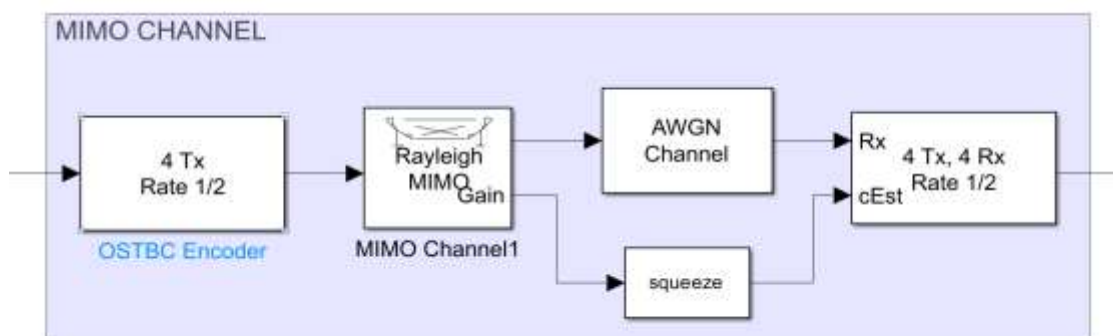 MIMO CHANNEL
4 Tx
Rate 1/2
OSTBC Encoder
Rayleigh
MIMO
Gain
MIMO Channel1
AWGN
Channel
squeeze
Rx
4 Tx, 4 Rx
Rate 1/2
cEst